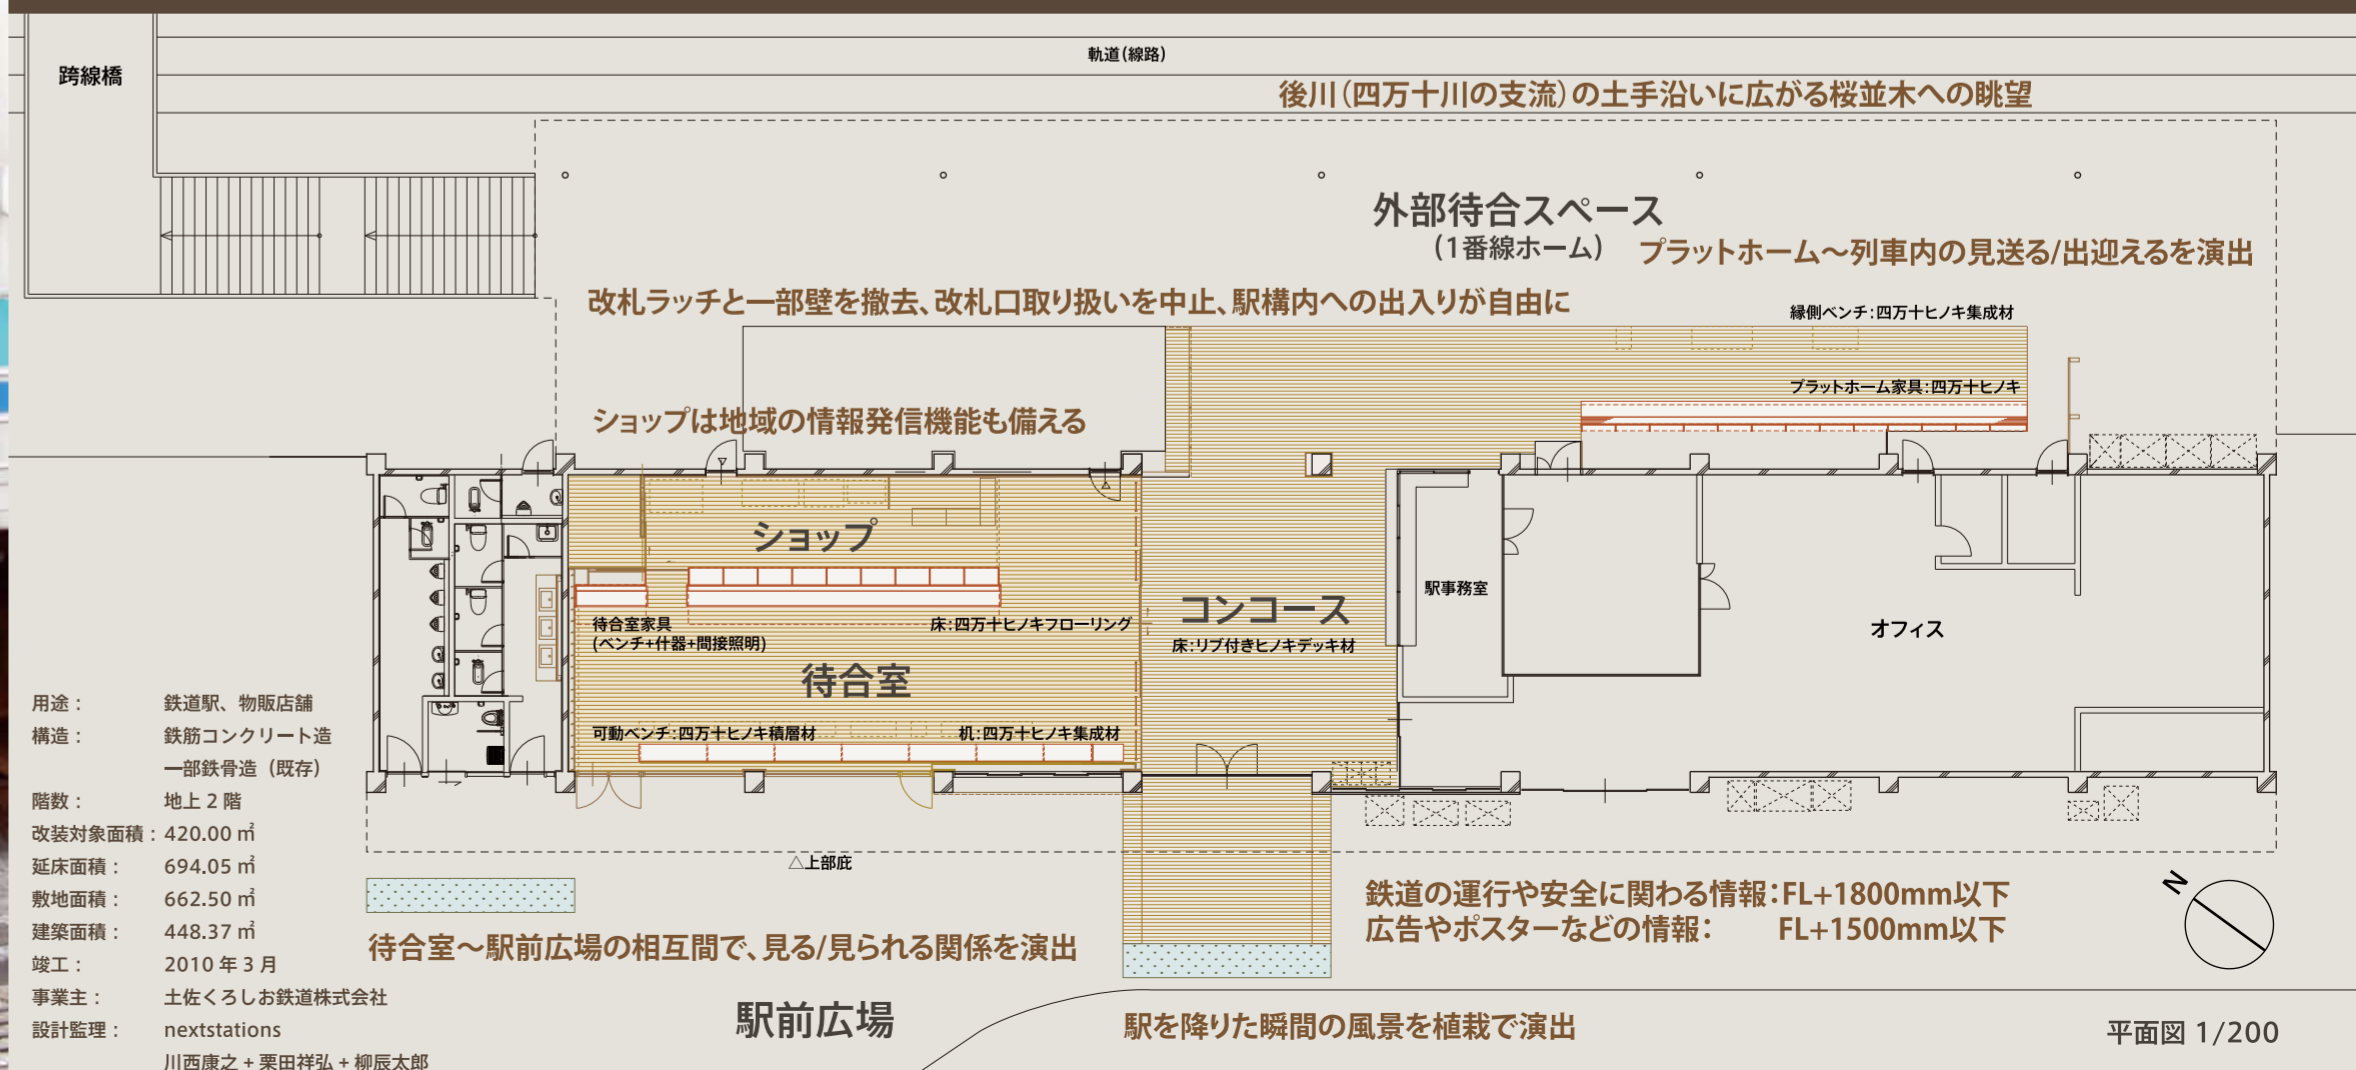 軌道(線路)
跨線橋
後川(四万十川の支流)の土手沿いに広がる桜並木への眺望
外部待合スペース
(1番線ホーム)
プラットホーム～列車内の見送る/出迎えるを演出
改札ラッチと一部壁を撤去、改札口取り扱いを中止、駅構内への出入りが自由に
縁側ベンチ:四万十ヒノキ集成材
プラットホーム家具:四万十ヒノキ
ショップは地域の情報発信機能も備える
ショップ
コンコース
床:リブ付きヒノキデッキ材
駅事務室
オフィス
待合室家具
(ベンチ+什器+間接照明)
床:四万十ヒノキフローリング
待合室
可動ベンチ:四万十ヒノキ積層材
机:四万十ヒノキ集成材
△上部庇
用途: 鉄道駅、物販店舗
構造: 鉄筋コンクリート造
一部鉄骨造（既存）
階数: 地上 2 階
改装対象面積: 420.00 ㎡
延床面積: 694.05 ㎡
敷地面積: 662.50 ㎡
建築面積: 448.37 ㎡
竣工: 2010 年 3 月
事業主: 土佐くろしお鉄道株式会社
設計監理: nextstations
川西康之 + 栗田祥弘 + 柳辰太郎
待合室～駅前広場の相互間で、見る/見られる関係を演出
鉄道の運行や安全に関わる情報:FL+1800mm以下
広告やポスターなどの情報: FL+1500mm以下
N
駅前広場
駅を降りた瞬間の風景を植栽で演出
平面図 1/200